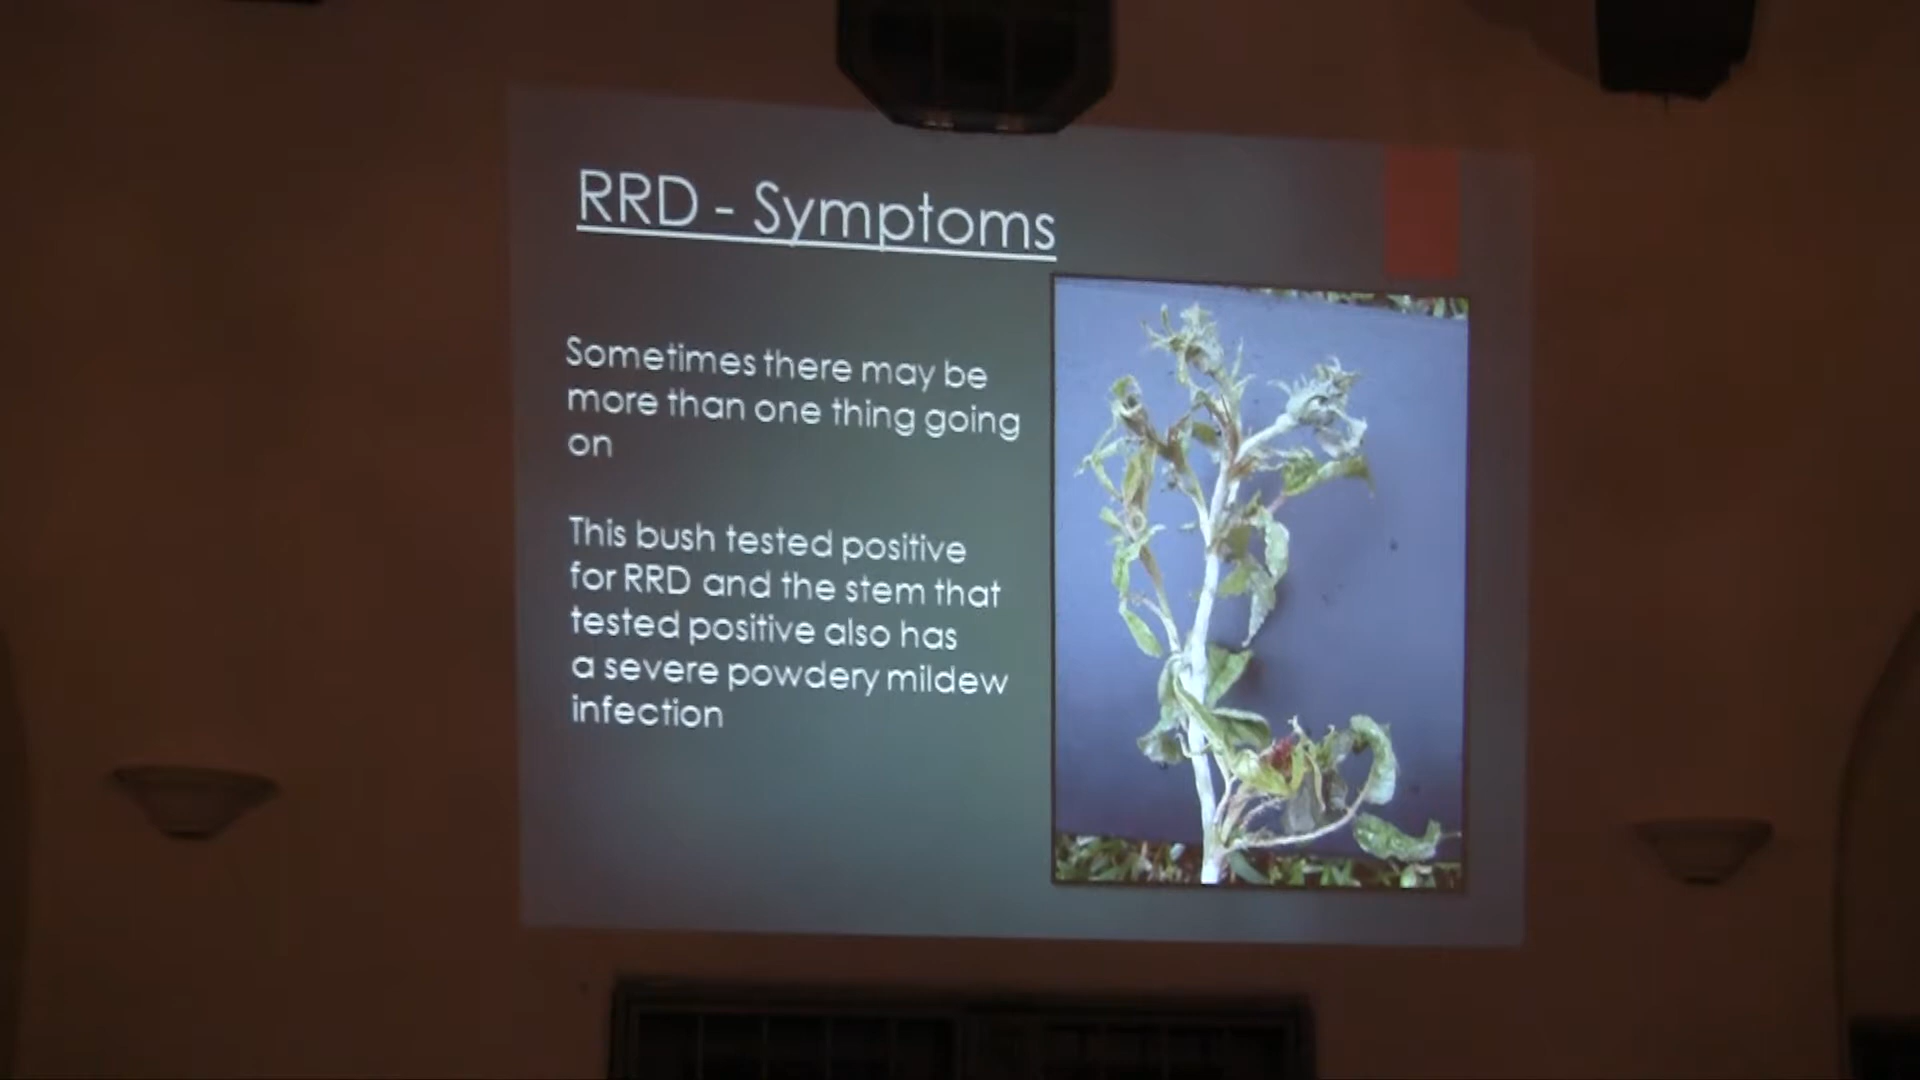 RRD - Symptoms
Sometimes there may be
more than one thing going
on
This bush tested positive
for RRD and the stem that
tested positive also has
a severe powdery mildew
infection